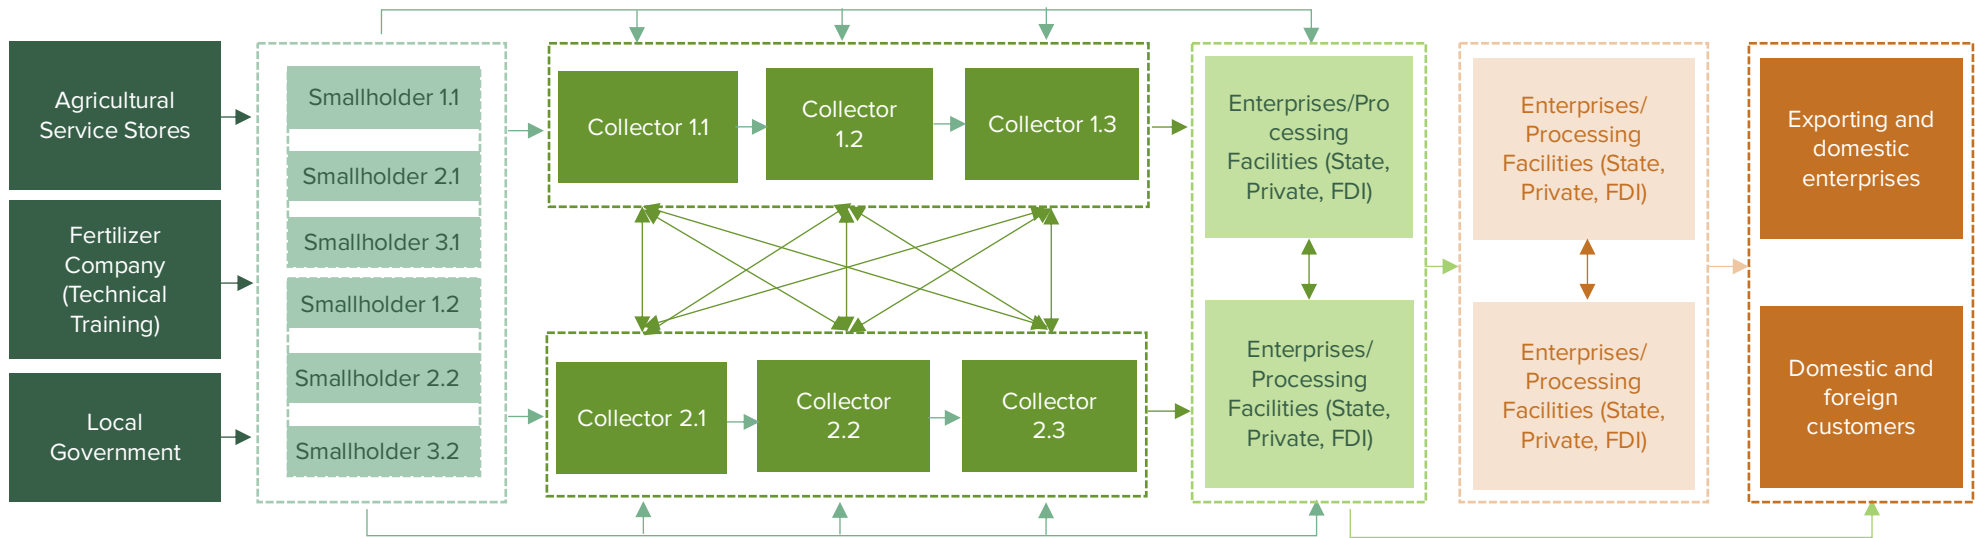 Agricultural
Service Stores
Fertilizer
Company
(Technical
Training)
Local
Government
Smallholder 1.1
Smallholder 2.1
Smallholder 3.1
Smallholder 1.2
Smallholder 2.2
Smallholder 3.2
Collector 1.1
Collector
1.2
Collector 1.3
Collector 2.1
Collector
2.2
Collector
2.3
Enterprises/Pro
cessing
Facilities (State,
Private, FDI)
Enterprises/
Processing
Facilities (State,
Private, FDI)
Enterprises/
Processing
Facilities (State,
Private, FDI)
Enterprises/
Processing
Facilities (State,
Private, FDI)
Exporting and
domestic
enterprises
Domestic and
foreign
customers